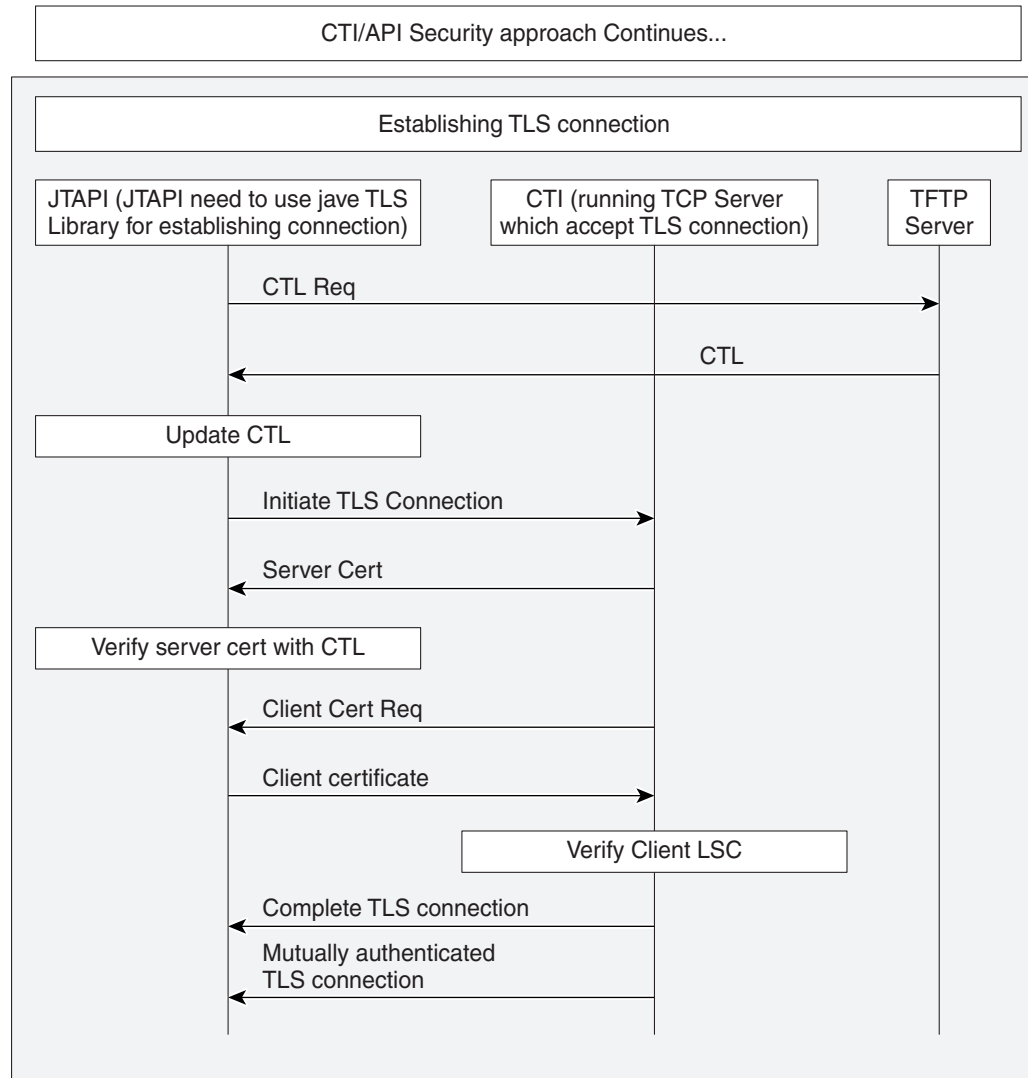 CTI/API Security approach Continues...
Establishing TLS connection
JTAPI (JTAPI need to use jave TLS
Library for establishing connection)
CTI (running TCP Server
which accept TLS connection)
TFTP
Server
CTL Req
CTL
Update CTL
Initiate TLS Connection
Server Cert
Verify server cert with CTL
Client Cert Req
Client certificate
Verify Client LSC
Complete TLS connection
Mutually authenticated
TLS connection